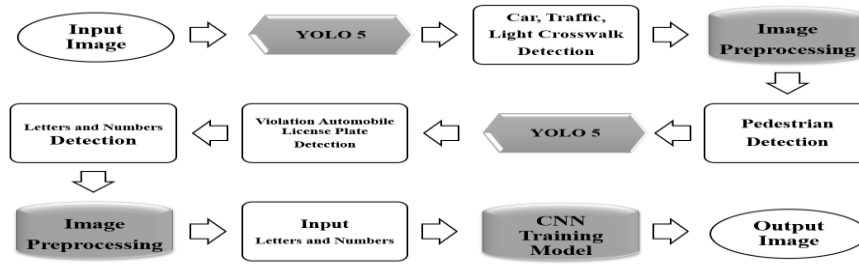 Input
Image
YOLO 5
Car, Traffic,
Light Crosswalk
Detection
Image
Preprocessing
Pedestrian
Detection
YOLO 5
Violation Automobile
License Plate
Detection
Letters and Numbers
Detection
Image
Preprocessing
Input
Letters and Numbers
CNN
Training
Model
Output
Image